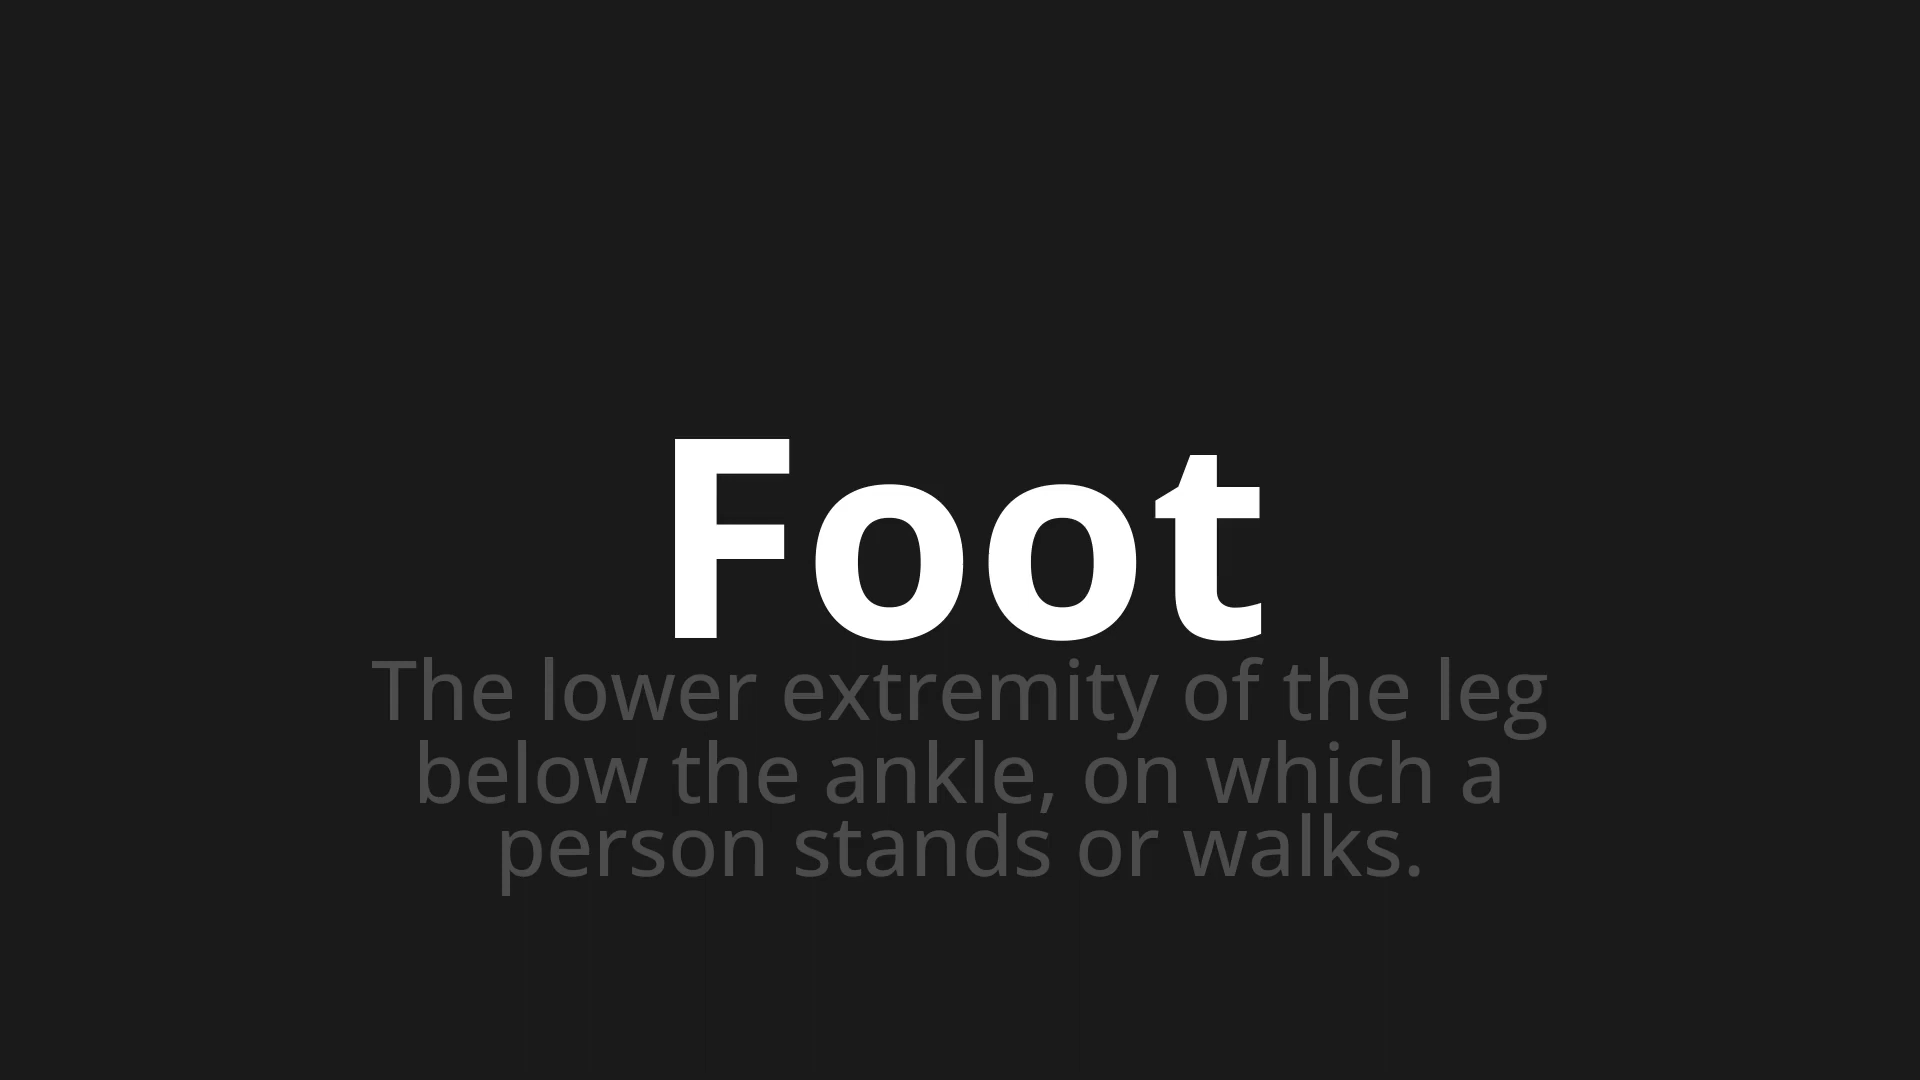 Foot
The lower extremity of the leg
below the ankle, on which a
person stands or walks.